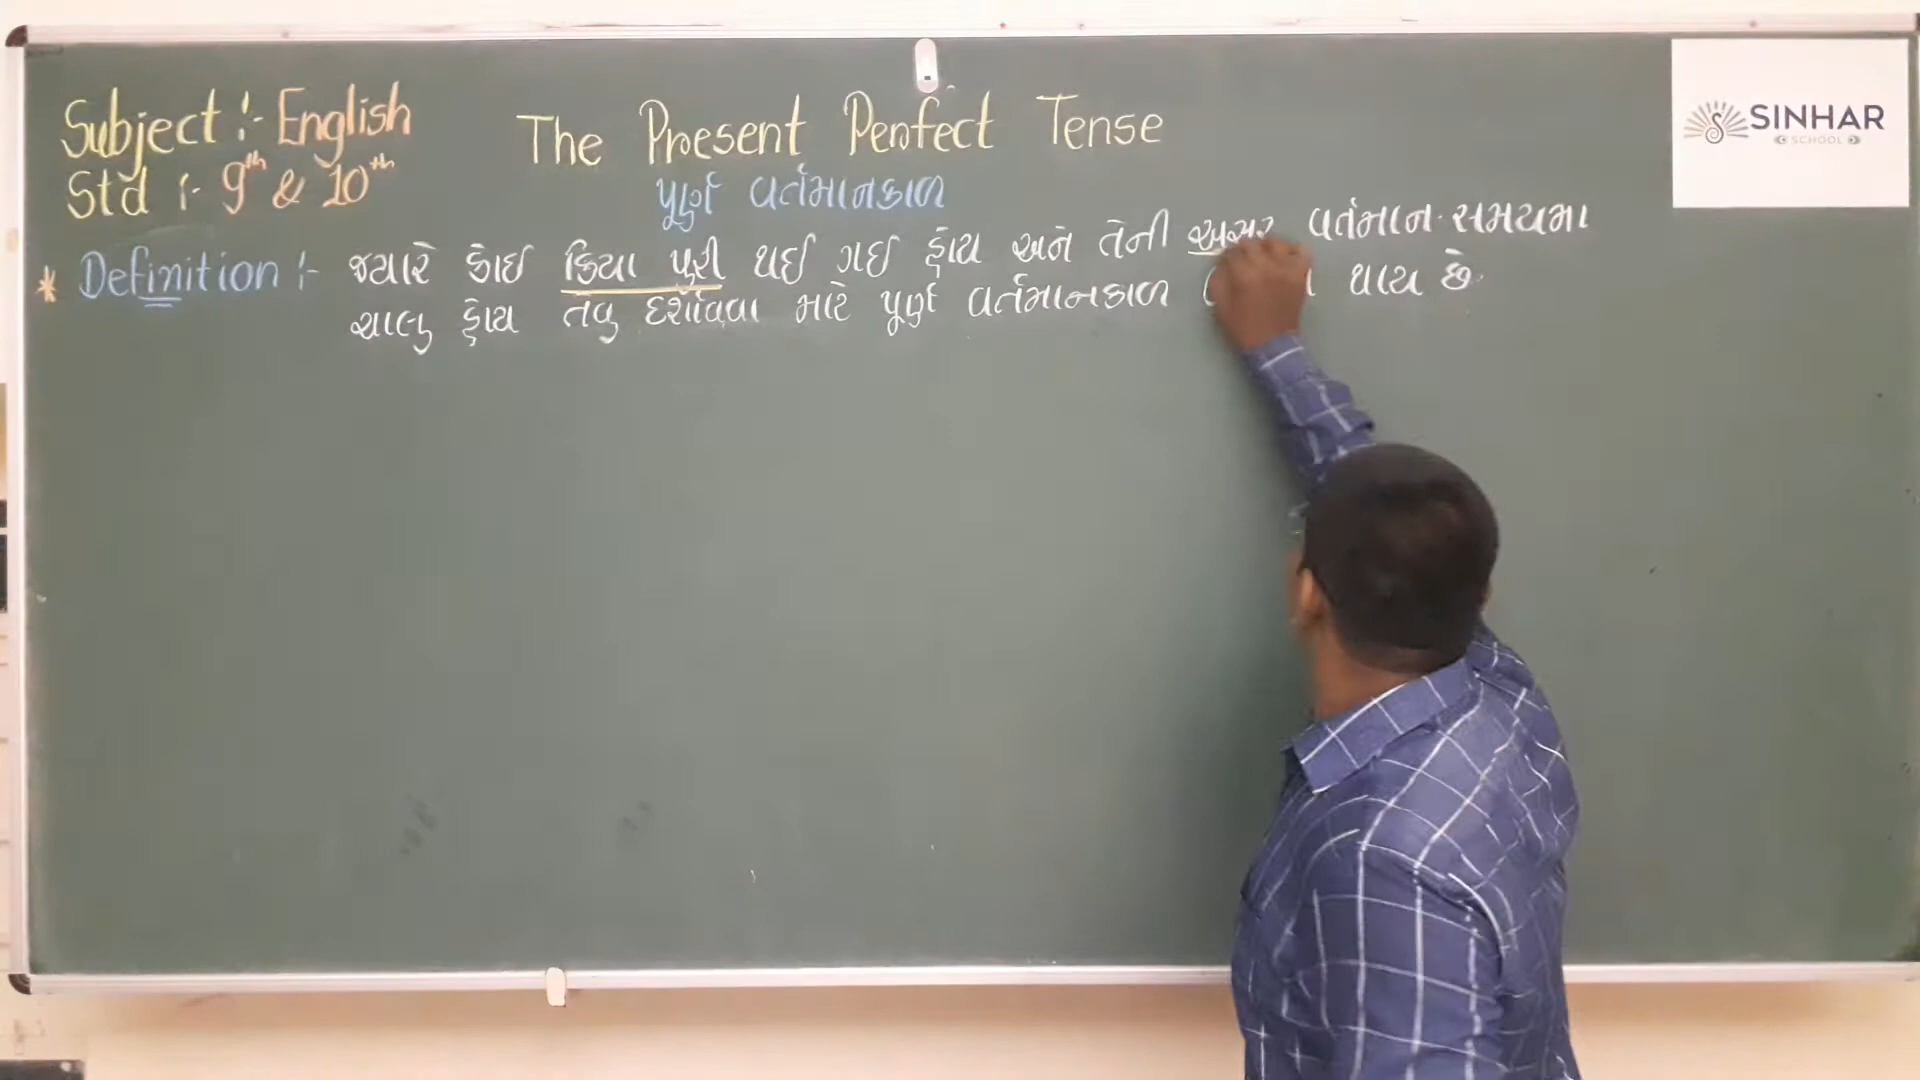 Subject :- English
Std :- 9th & 10th
The Present Perfect Tense
પૂર્ણ વર્તમાનકાળ
* Definition :- જ્યારે કોઈ ક્રિયા પુરી થઈ ગઈ હોય અને તેની અસર વર્તમાન સમયમા
ચાલુ હોય તેવુ દર્શાવવા માટે પૂર્ણ વર્તમાનકાળ થાય છે.
SINHAR
SCHOOL